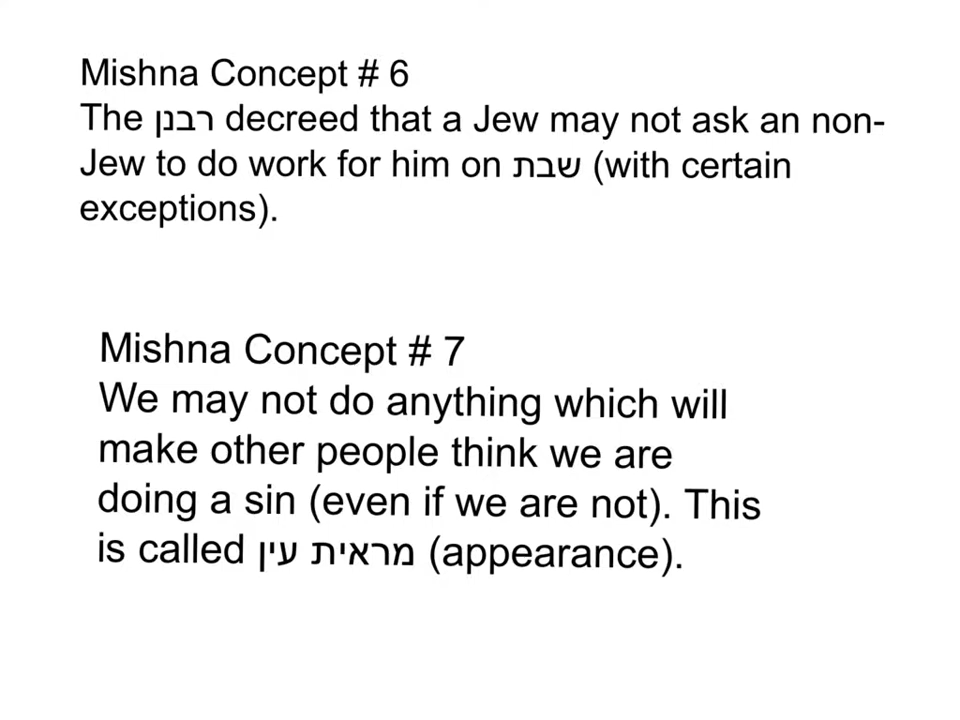 Mishna Concept # 6
The רבנן decreed that a Jew may not ask an non-
Jew to do work for him on שבת (with certain
exceptions).
Mishna Concept # 7
We may not do anything which will
make other people think we are
doing a sin (even if we are not). This
is called מראית עין (appearance).